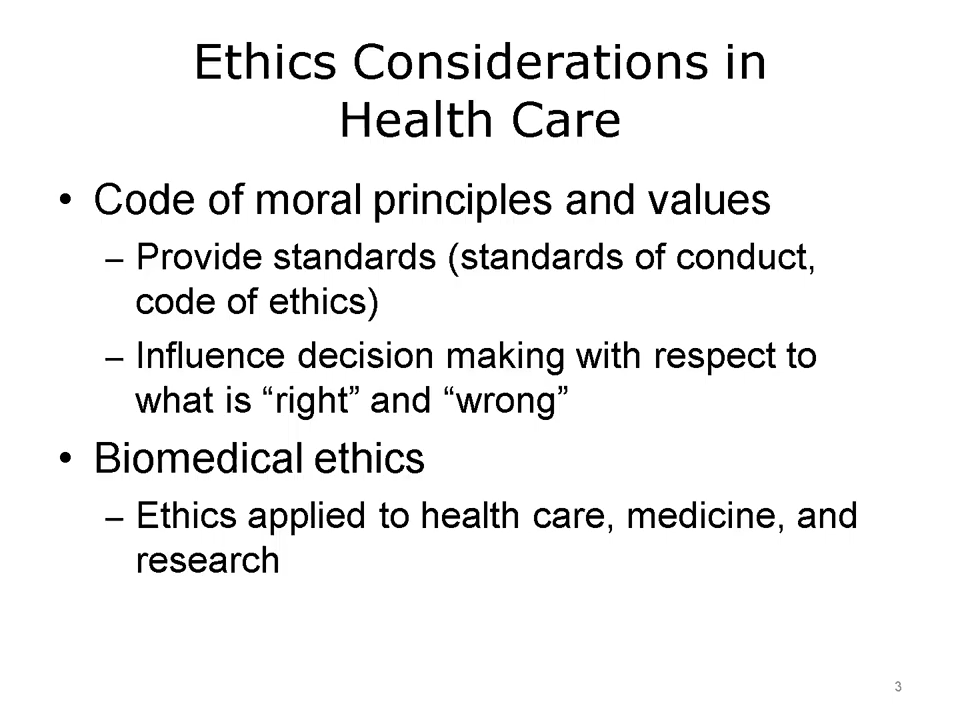 Ethics Considerations in
Health Care
• Code of moral principles and values
– Provide standards (standards of conduct,
code of ethics)
– Influence decision making with respect to
what is “right” and “wrong”
• Biomedical ethics
– Ethics applied to health care, medicine, and
research
3